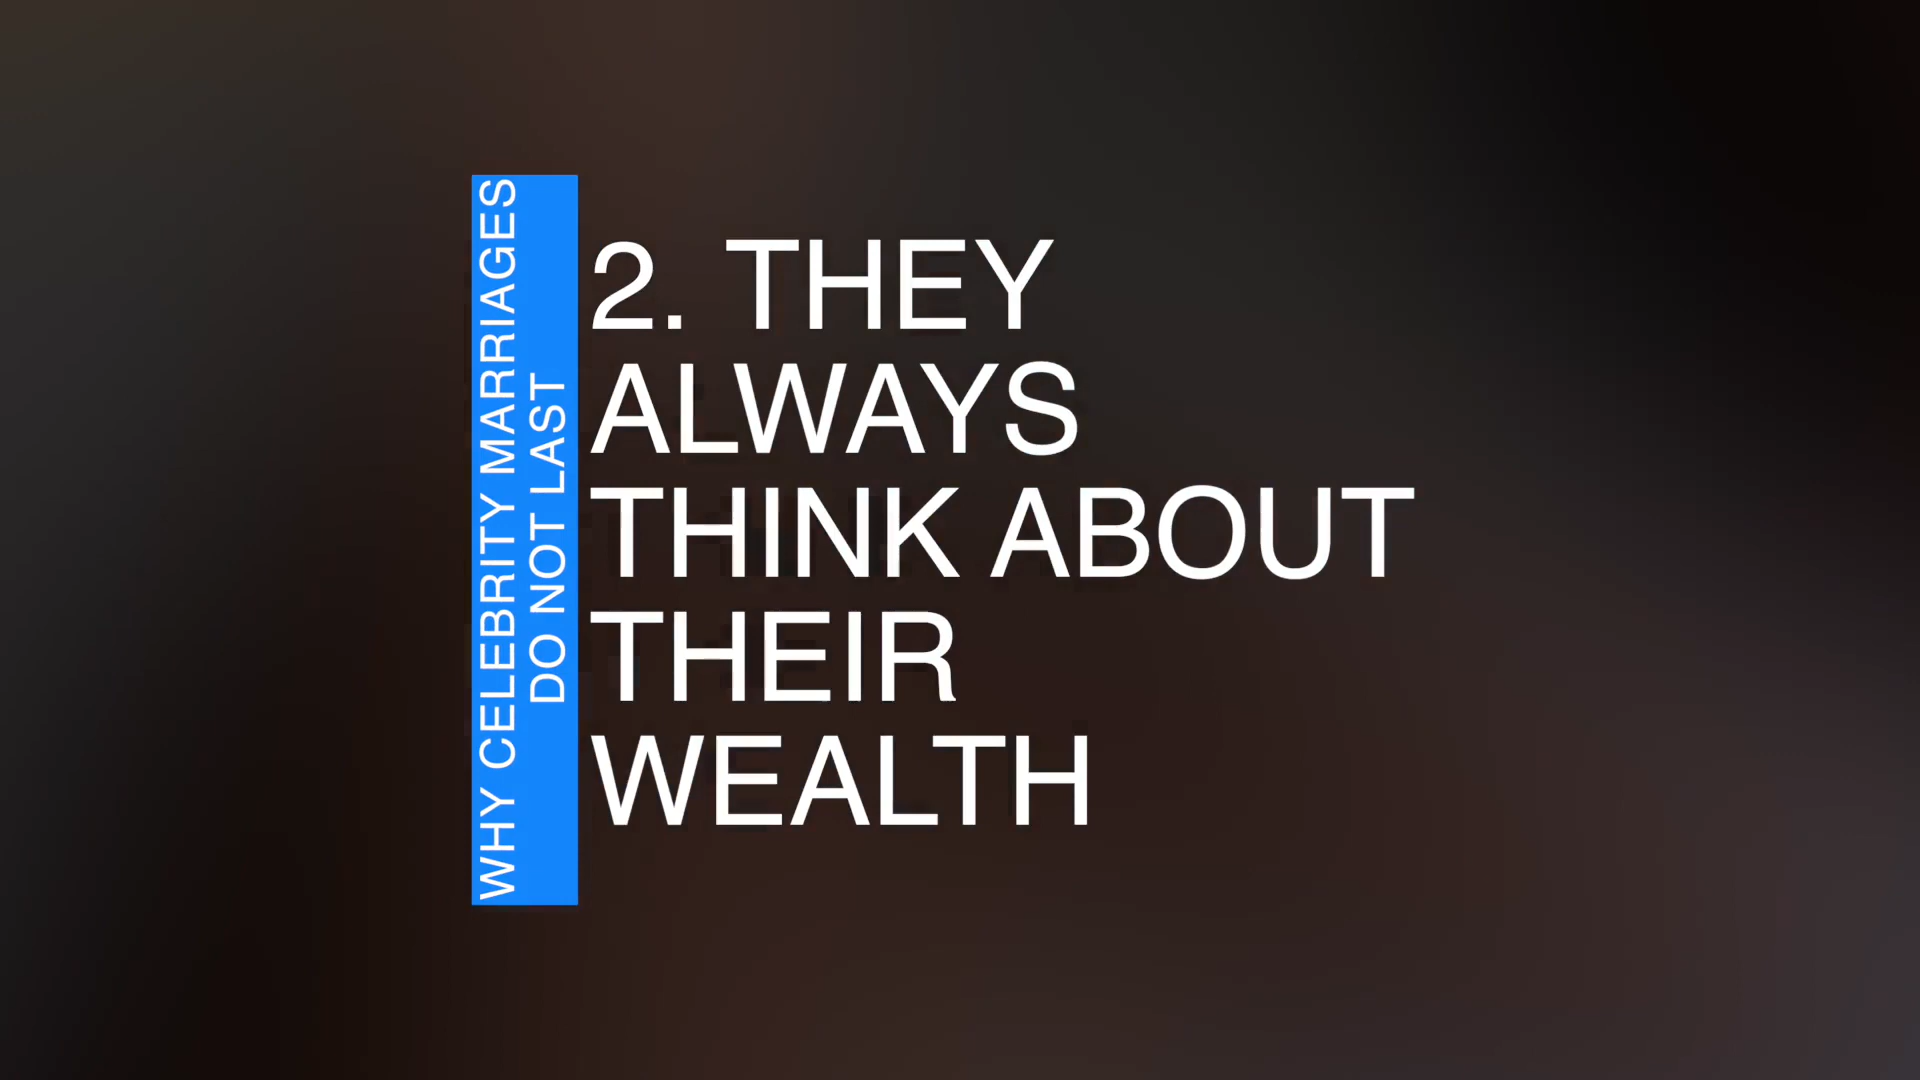 WHY CELEBRITY MARRIAGES
DO NOT LAST
2. THEY
ALWAYS
THINK ABOUT
THEIR
WEALTH